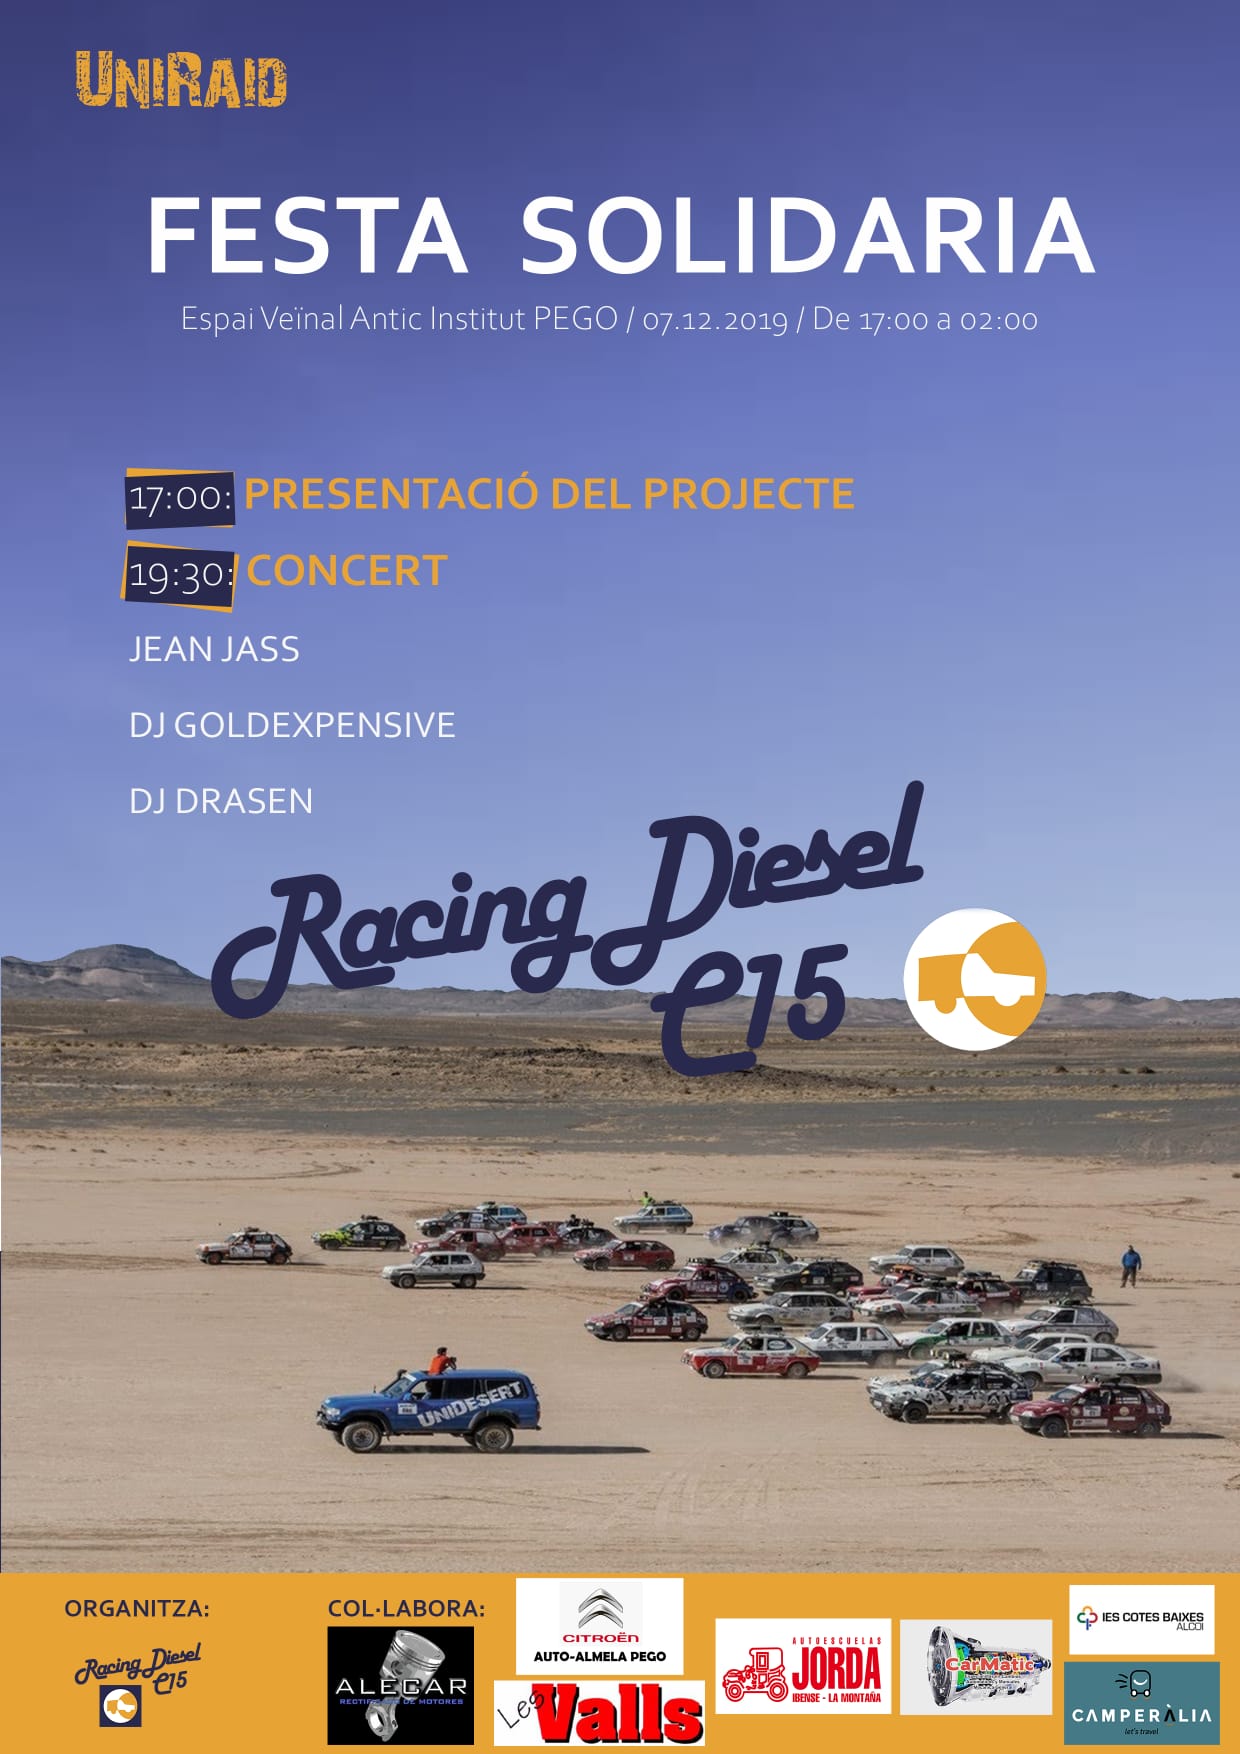 UNIRAID
FESTA SOLIDARIA
Espai Veïnal Antic Institut PEGO / 07.12.2019 / De 17:00 a 02:00
17:00: PRESENTACIÓ DEL PROJECTE
19:30: CONCERT
JEAN JASS
DJ GOLDEXPENSIVE
DJ DRASEN
Racing Diesel
C15
UNIDESERT
ORGANITZA:
Racing Diesel
C15
COL·LABORA:
ALECAR
RECTIFICADO DE MOTORES
CITROËN
AUTO-ALMELA PEGO
Les Valls
AUTOESCUELAS
JORDA
IBENSE - LA MONTAÑA
CarMatic
IES COTES BAIXES
ALCOI
CAMPERÀLIA
let's travel